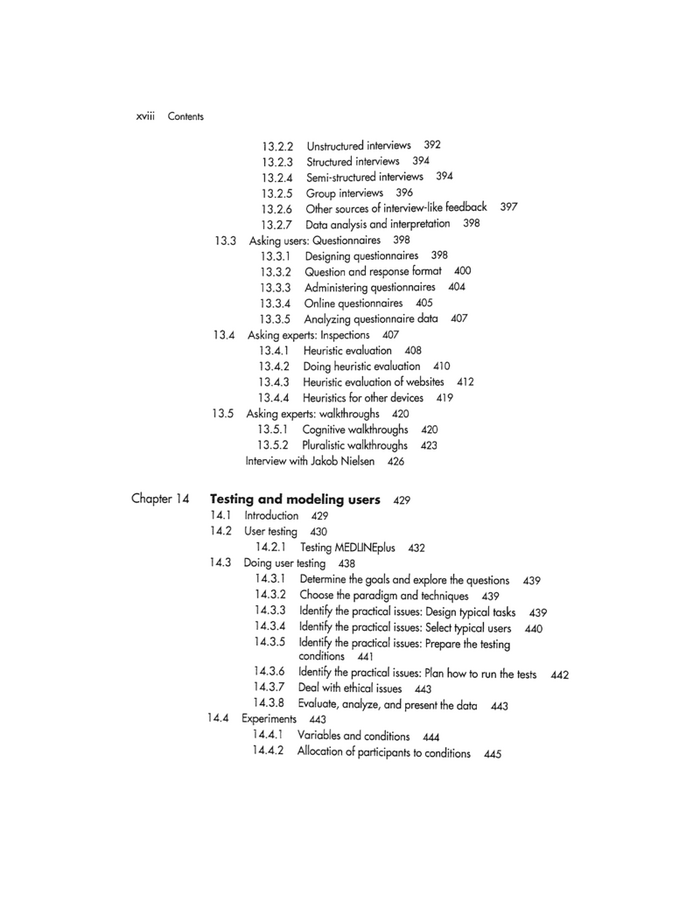 xviii Contents
13.2.2 Unstructured interviews 392
13.2.3 Structured interviews 394
13.2.4 Semi-structured interviews 394
13.2.5 Group interviews 396
13.2.6 Other sources of interview-like feedback 397
13.2.7 Data analysis and interpretation 398
13.3 Asking users: Questionnaires 398
13.3.1 Designing questionnaires 398
13.3.2 Question and response format 400
13.3.3 Administering questionnaires 404
13.3.4 Online questionnaires 405
13.3.5 Analyzing questionnaire data 407
13.4 Asking experts: Inspections 407
13.4.1 Heuristic evaluation 408
13.4.2 Doing heuristic evaluation 410
13.4.3 Heuristic evaluation of websites 412
13.4.4 Heuristics for other devices 419
13.5 Asking experts: walkthroughs 420
13.5.1 Cognitive walkthroughs 420
13.5.2 Pluralistic walkthroughs 423
Interview with Jakob Nielsen 426
Chapter 14 Testing and modeling users 429
14.1 Introduction 429
14.2 User testing 430
14.2.1 Testing MEDLINEplus 432
14.3 Doing user testing 438
14.3.1 Determine the goals and explore the questions 439
14.3.2 Choose the paradigm and techniques 439
14.3.3 Identify the practical issues: Design typical tasks 439
14.3.4 Identify the practical issues: Select typical users 440
14.3.5 Identify the practical issues: Prepare the testing
conditions 441
14.3.6 Identify the practical issues: Plan how to run the tests 442
14.3.7 Deal with ethical issues 443
14.3.8 Evaluate, analyze, and present the data 443
14.4 Experiments 443
14.4.1 Variables and conditions 444
14.4.2 Allocation of participants to conditions 445